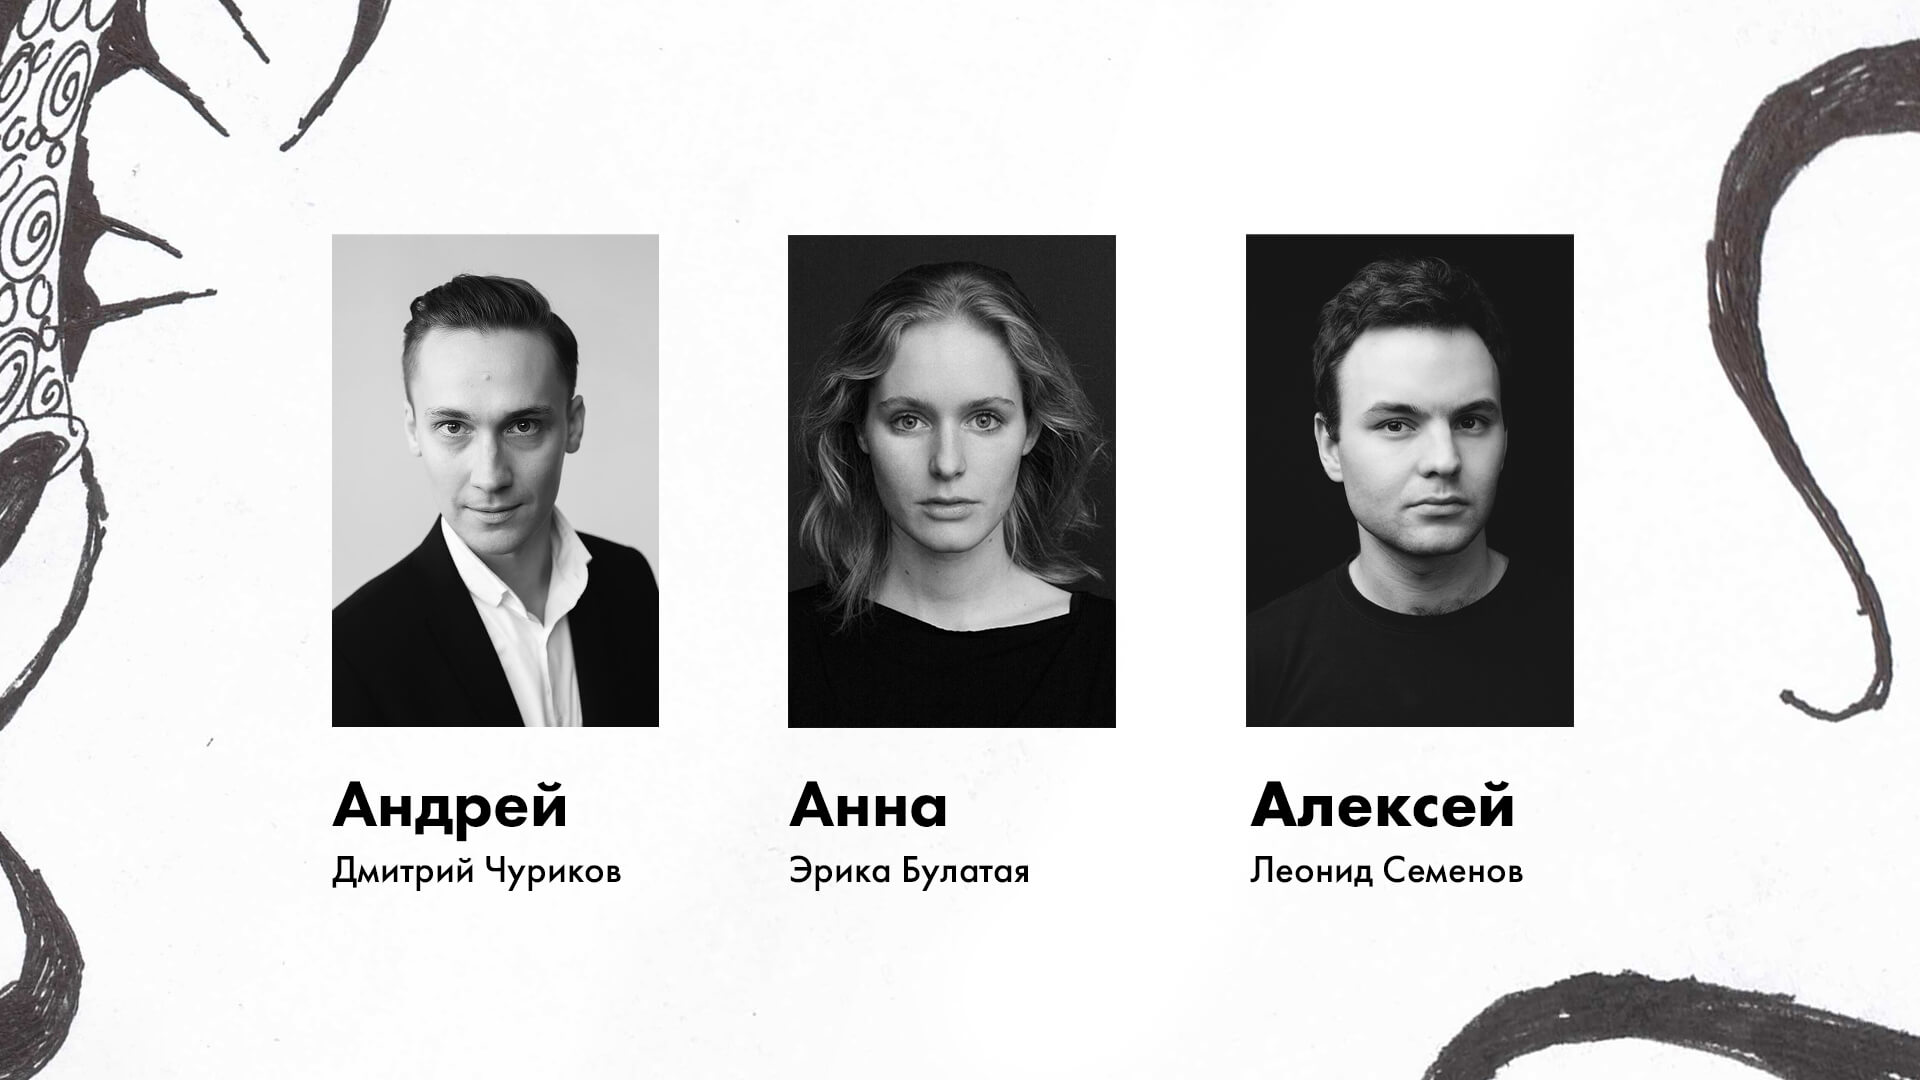 Андрей
Дмитрий Чуриков
Анна
Эрика Булатая
Алексей
Леонид Семенов